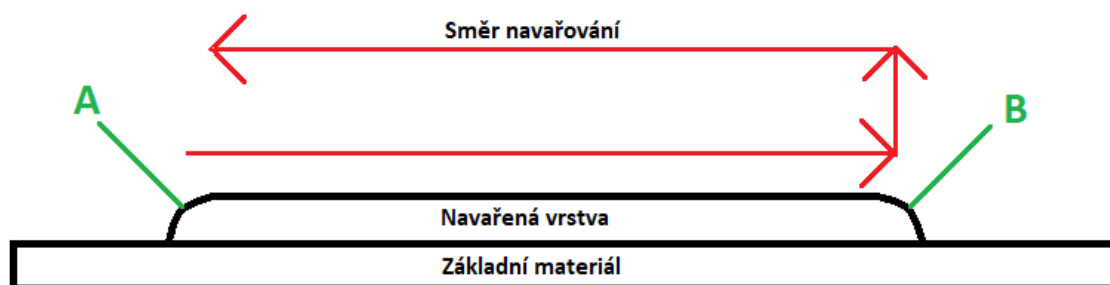 Směr navařování
A
B
Navařená vrstva
Základní materiál